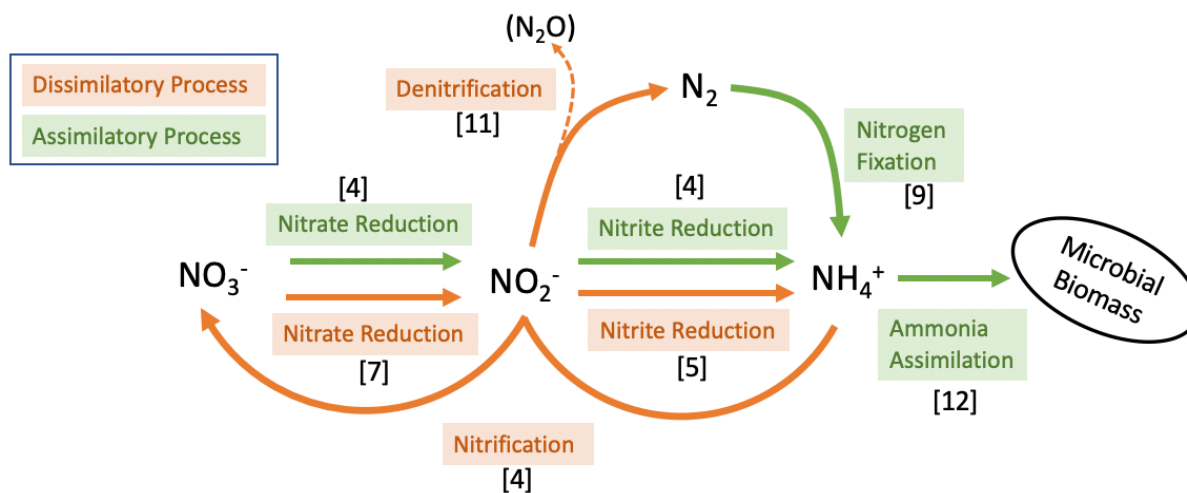 (N₂O)
Dissimilatory Process
Assimilatory Process
Denitrification
[11]
N₂
Nitrogen
Fixation
[9]
[4]
Nitrate Reduction
[4]
Nitrite Reduction
NO₃⁻
NO₂⁻
NH₄⁺
Microbial
Biomass
Nitrate Reduction
[7]
Nitrite Reduction
[5]
Ammonia
Assimilation
[12]
Nitrification
[4]